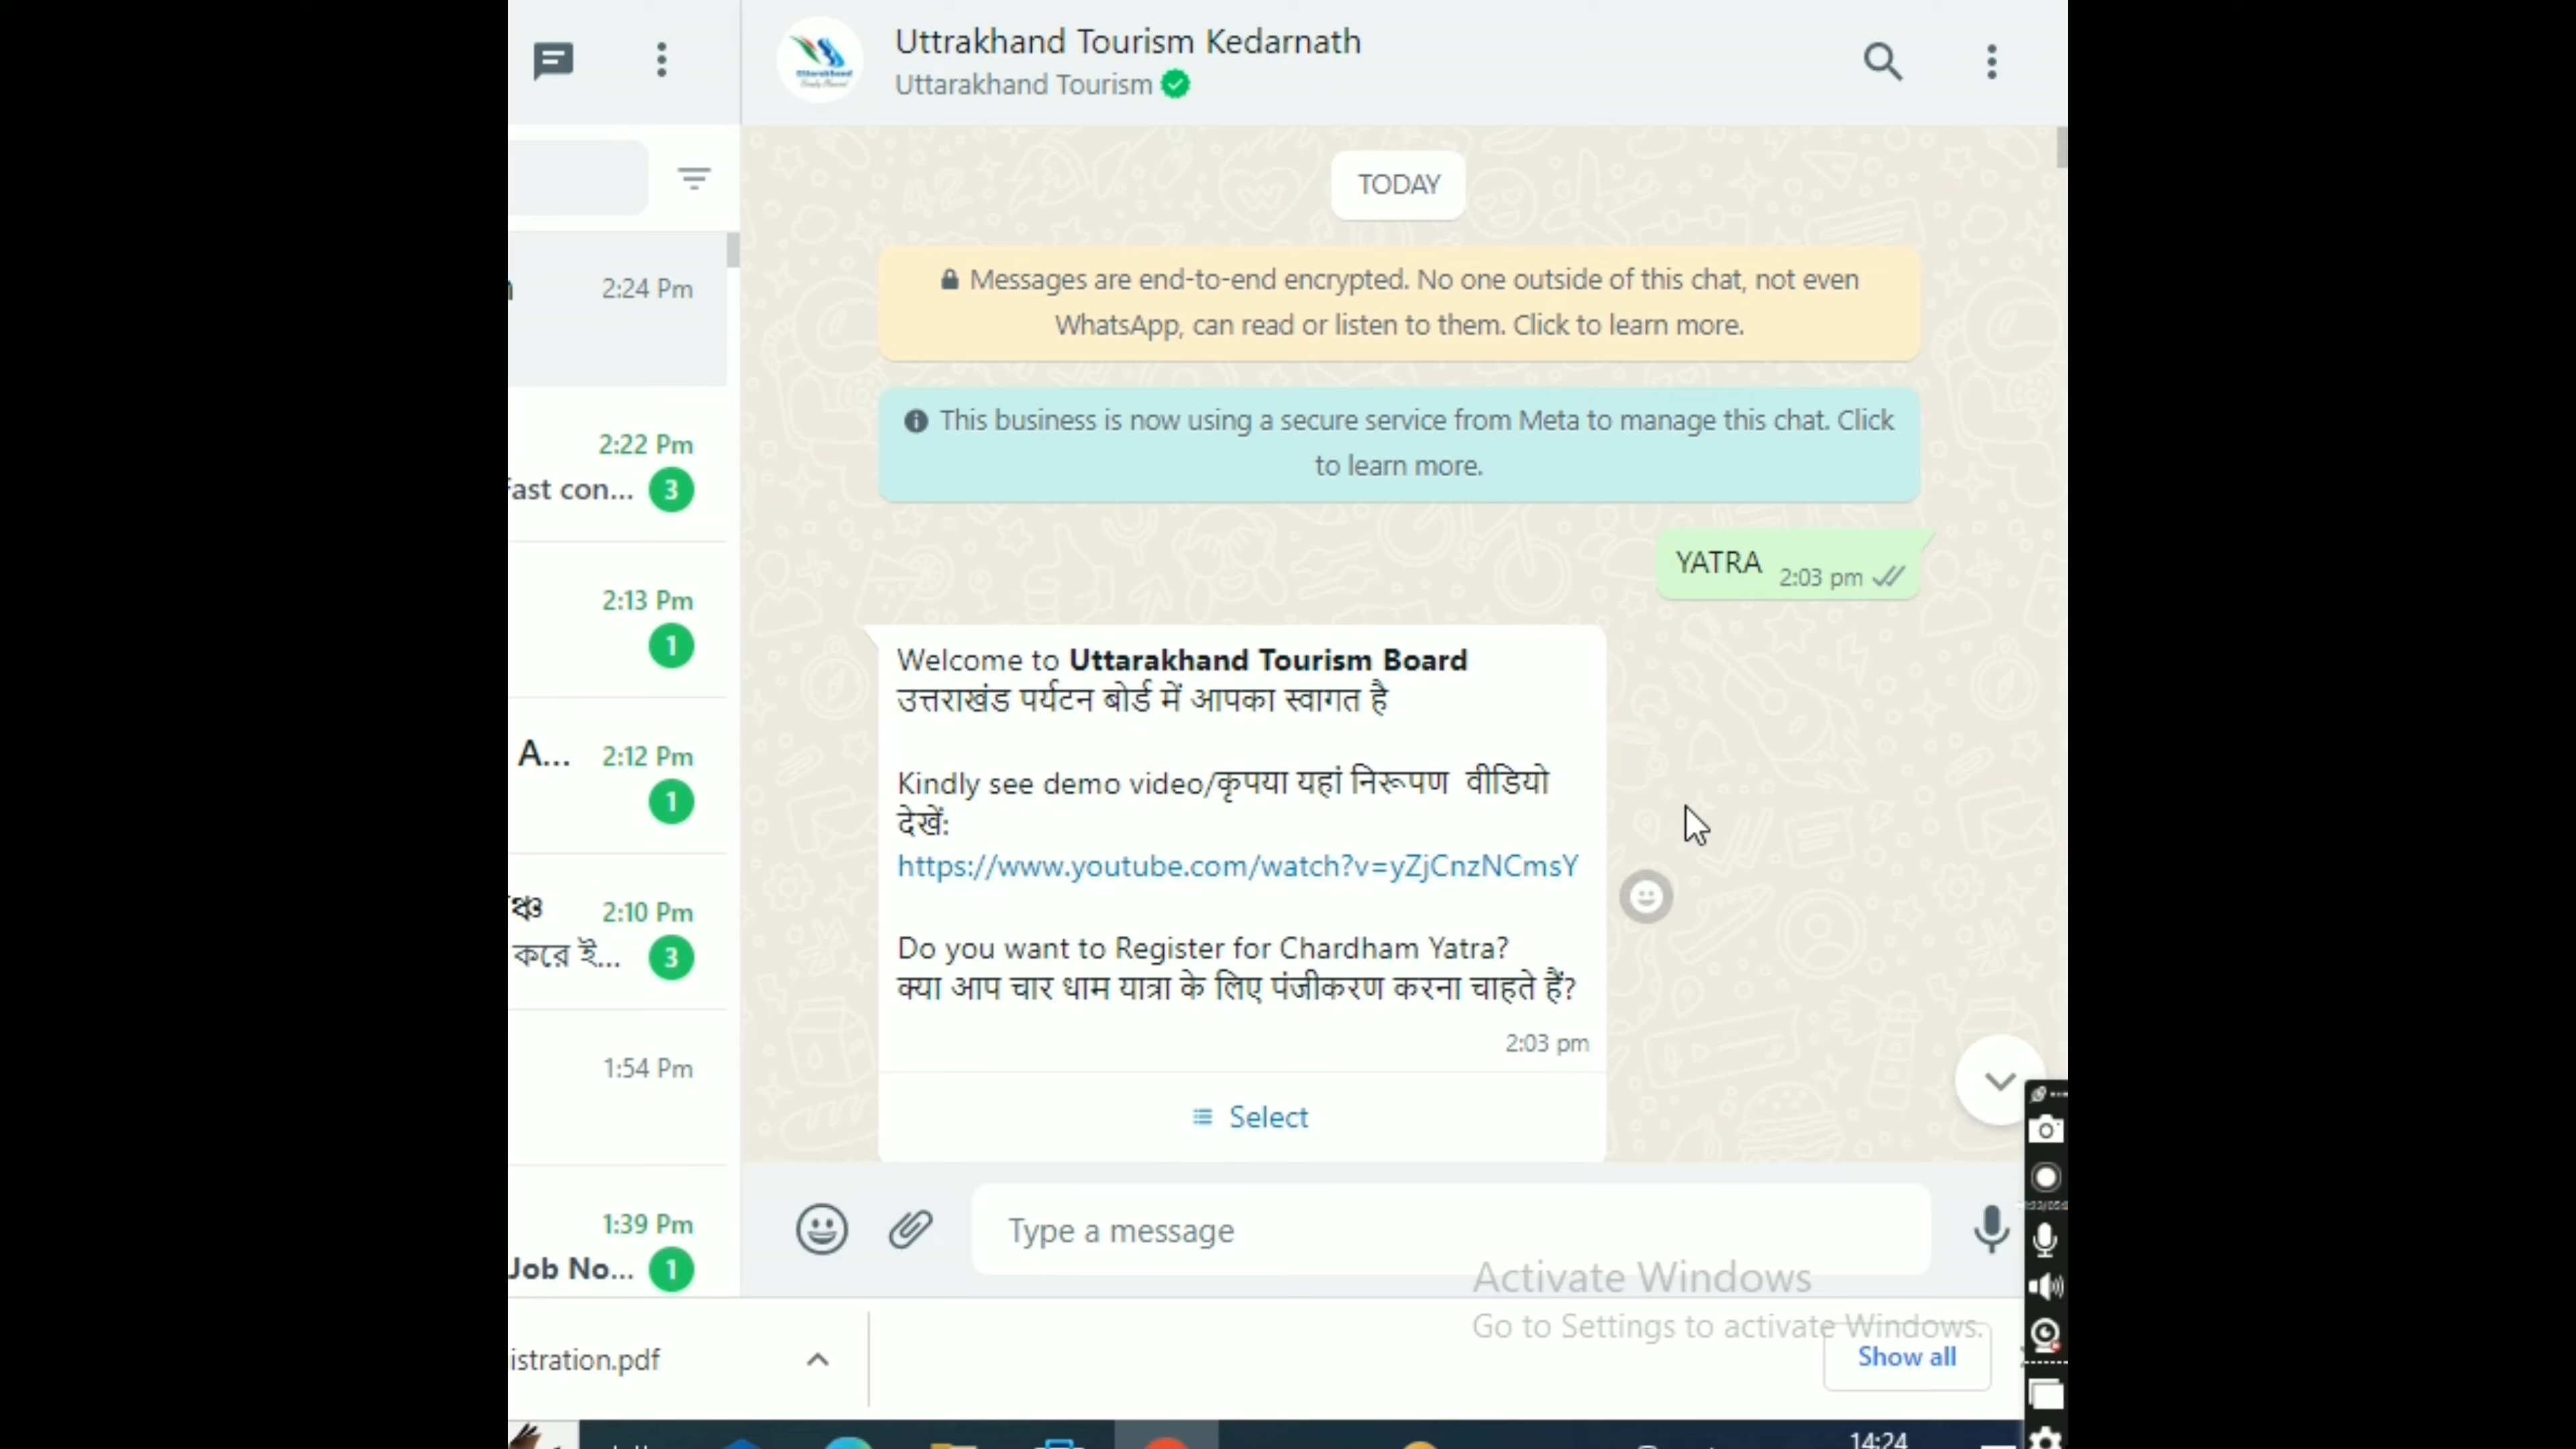 Uttrakhand Tourism Kedarnath
Uttarakhand Tourism
TODAY
Messages are end-to-end encrypted. No one outside of this chat, not even
WhatsApp, can read or listen to them. Click to learn more.
This business is now using a secure service from Meta to manage this chat. Click
to learn more.
YATRA 2:03 pm
Welcome to Uttarakhand Tourism Board
उत्तराखंड पर्यटन बोर्ड में आपका स्वागत है
Kindly see demo video/कृपया यहां निरूपण वीडियो
देखें:
https://www.youtube.com/watch?v=yZjCnzNCmsY
Do you want to Register for Chardham Yatra?
क्या आप चार धाम यात्रा के लिए पंजीकरण करना चाहते हैं?
2:03 pm
Select
Type a message
2:24 Pm
2:22 Pm
Fast con... 3
2:13 Pm
1
A... 2:12 Pm
1
2:10 Pm
করে ই... 3
1:54 Pm
1:39 Pm
Job No... 1
Activate Windows
Go to Settings to activate Windows.
istration.pdf
Show all
14:24